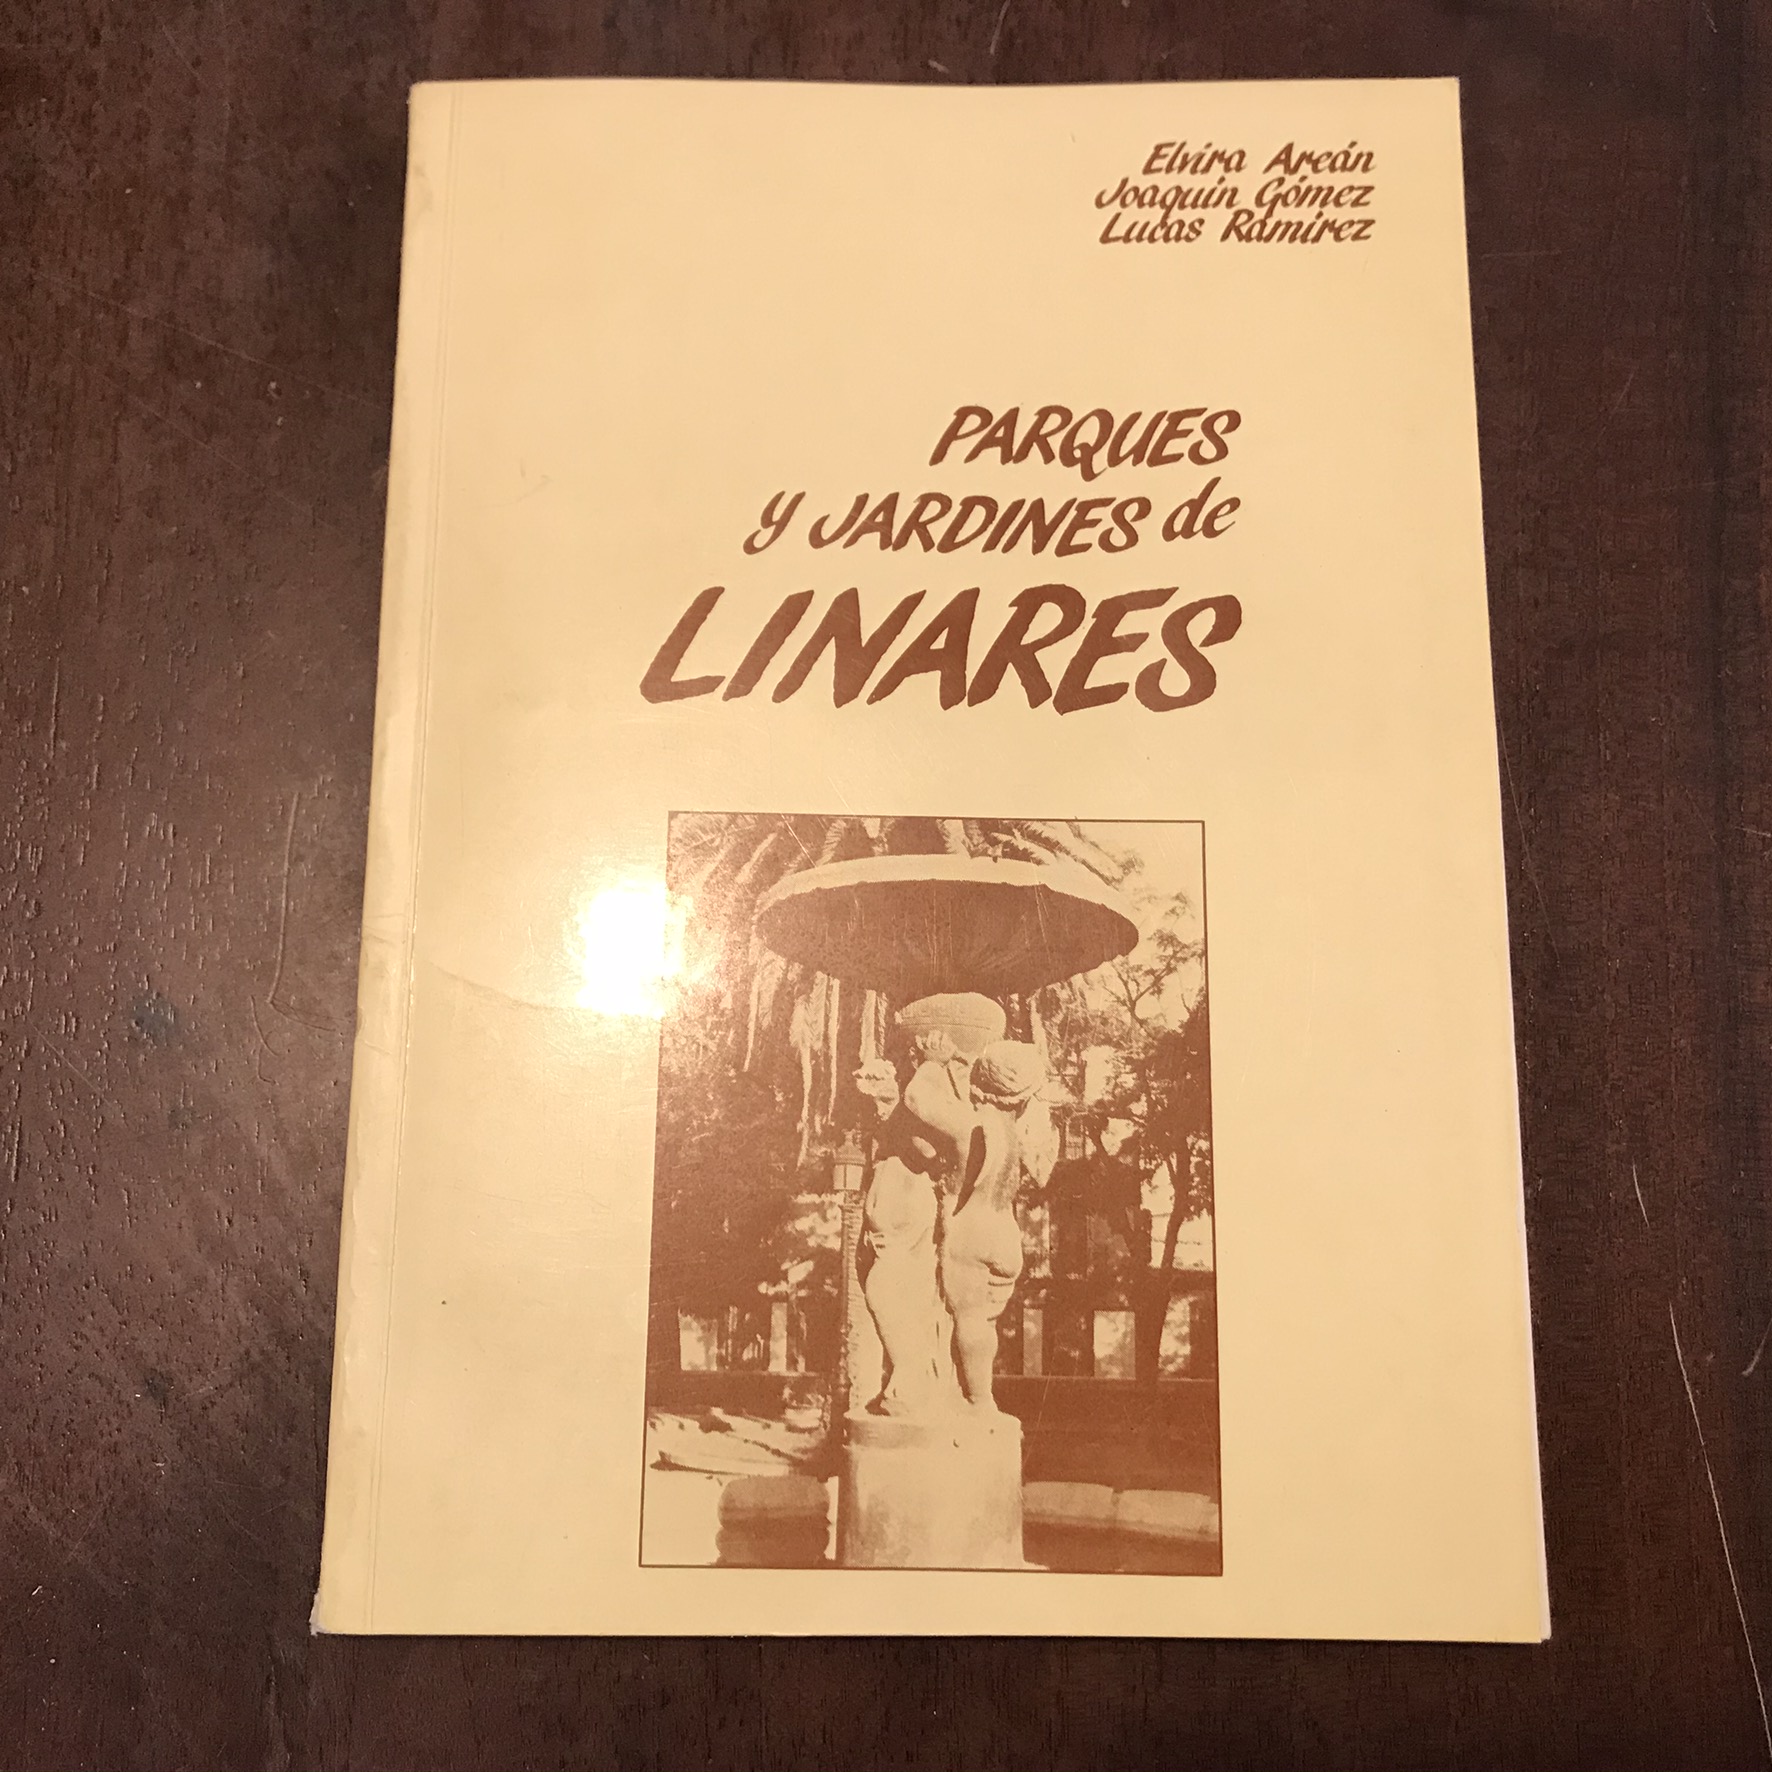 Elvira Areán
Joaquín Gómez
Lucas Ramírez
PARQUES
y JARDINES de
LINARES